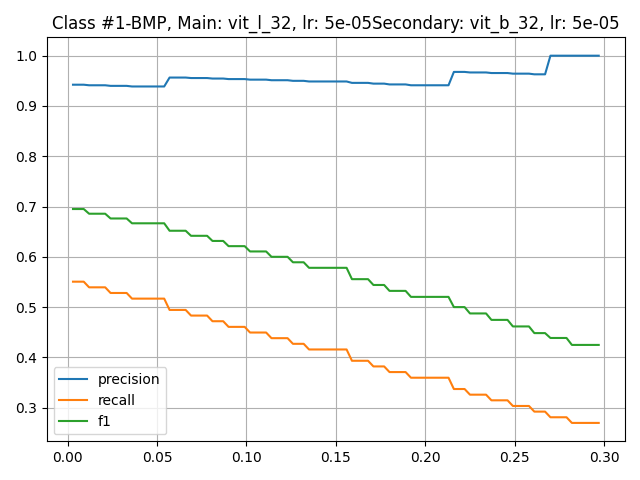 Class #1-BMP, Main: vit_l_32, lr: 5e-05Secondary: vit_b_32, lr: 5e-05
1.0
0.9
0.8
0.7
0.6
0.5
0.4
0.3
precision
recall
f1
0.00 0.05 0.10 0.15 0.20 0.25 0.30